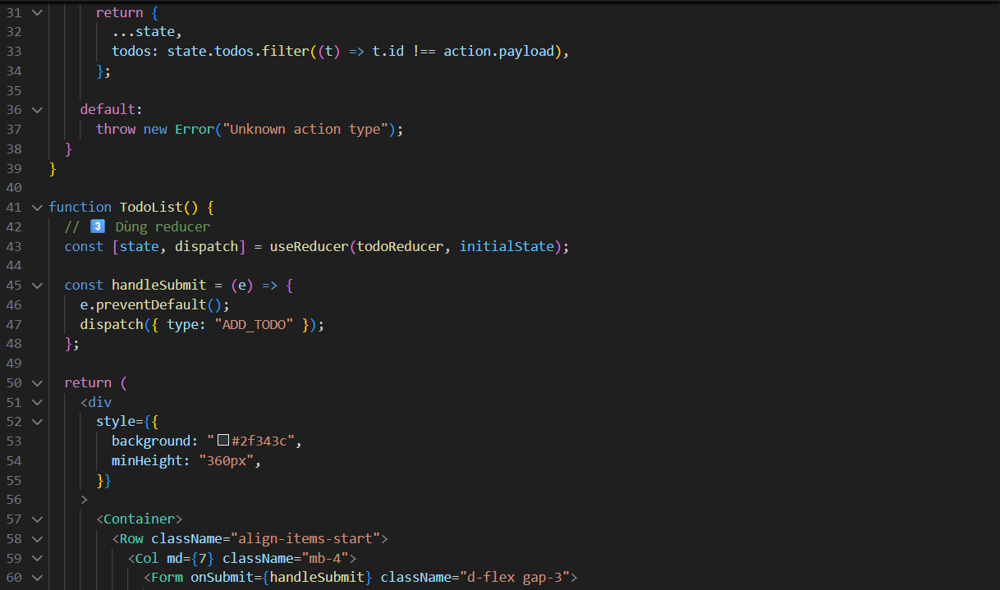 31 return {
32 ...state,
33 todos: state.todos.filter((t) => t.id !== action.payload),
34 };
35
36 default:
37 throw new Error("Unknown action type");
38 }
39 }
40
41 function TodoList() {
42 // 3️⃣ Dùng reducer
43 const [state, dispatch] = useReducer(todoReducer, initialState);
44
45 const handleSubmit = (e) => {
46 e.preventDefault();
47 dispatch({ type: "ADD_TODO" });
48 };
49
50 return (
51 <div
52 style={{
53 background: "#2f343c",
54 minHeight: "360px",
55 }}
56 >
57 <Container>
58 <Row className="align-items-start">
59 <Col md={7} className="mb-4">
60 <Form onSubmit={handleSubmit} className="d-flex gap-3">